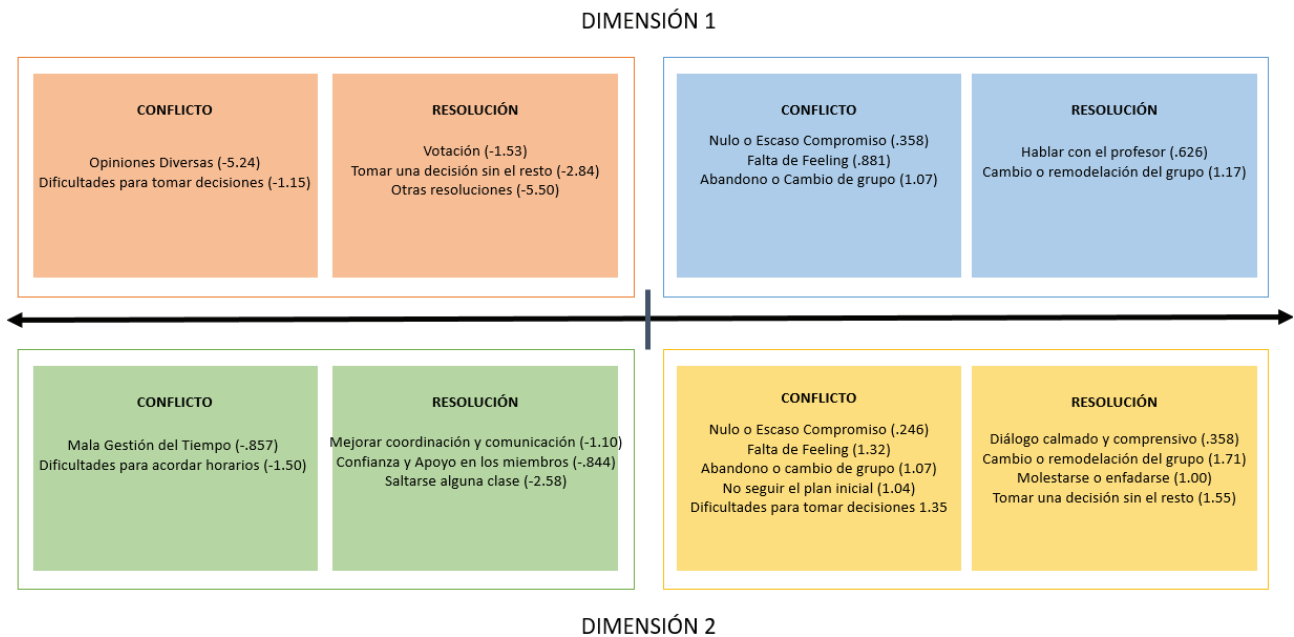 DIMENSIÓN 1
CONFLICTO
Opiniones Diversas (-5.24)
Dificultades para tomar decisiones (-1.15)
RESOLUCIÓN
Votación (-1.53)
Tomar una decisión sin el resto (-2.84)
Otras resoluciones (-5.50)
CONFLICTO
Nulo o Escaso Compromiso (.358)
Falta de Feeling (.881)
Abandono o Cambio de grupo (1.07)
RESOLUCIÓN
Hablar con el profesor (.626)
Cambio o remodelación del grupo (1.17)
CONFLICTO
Mala Gestión del Tiempo (-.857)
Dificultades para acordar horarios (-1.50)
RESOLUCIÓN
Mejorar coordinación y comunicación (-1.10)
Confianza y Apoyo en los miembros (-.844)
Saltarse alguna clase (-2.58)
CONFLICTO
Nulo o Escaso Compromiso (.246)
Falta de Feeling (1.32)
Abandono o cambio de grupo (1.07)
No seguir el plan inicial (1.04)
Dificultades para tomar decisiones 1.35
RESOLUCIÓN
Diálogo calmado y comprensivo (.358)
Cambio o remodelación del grupo (1.71)
Molestarse o enfadarse (1.00)
Tomar una decisión sin el resto (1.55)
DIMENSIÓN 2